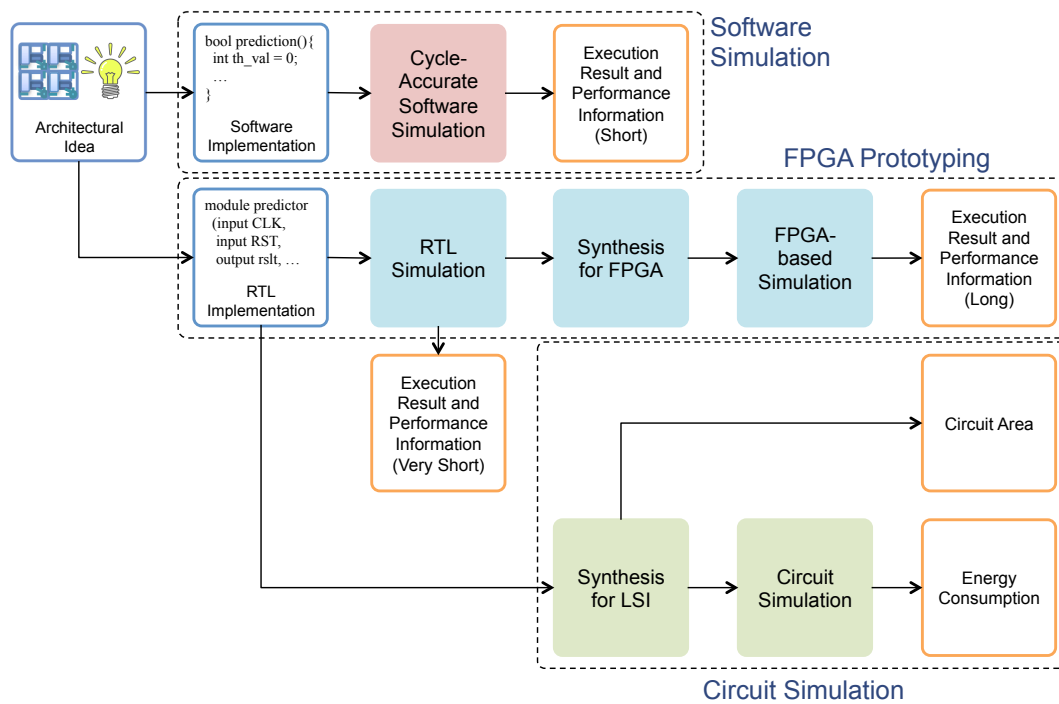 Architectural
Idea
bool prediction(){
int th_val = 0;
…
}
Software
Implementation
Cycle-
Accurate
Software
Simulation
Execution
Result and
Performance
Information
(Short)
Software
Simulation
FPGA Prototyping
module predictor
(input CLK,
input RST,
output rslt, …
RTL
Implementation
RTL
Simulation
Synthesis
for FPGA
FPGA-
based
Simulation
Execution
Result and
Performance
Information
(Long)
Execution
Result and
Performance
Information
(Very Short)
Circuit Area
Synthesis
for LSI
Circuit
Simulation
Energy
Consumption
Circuit Simulation